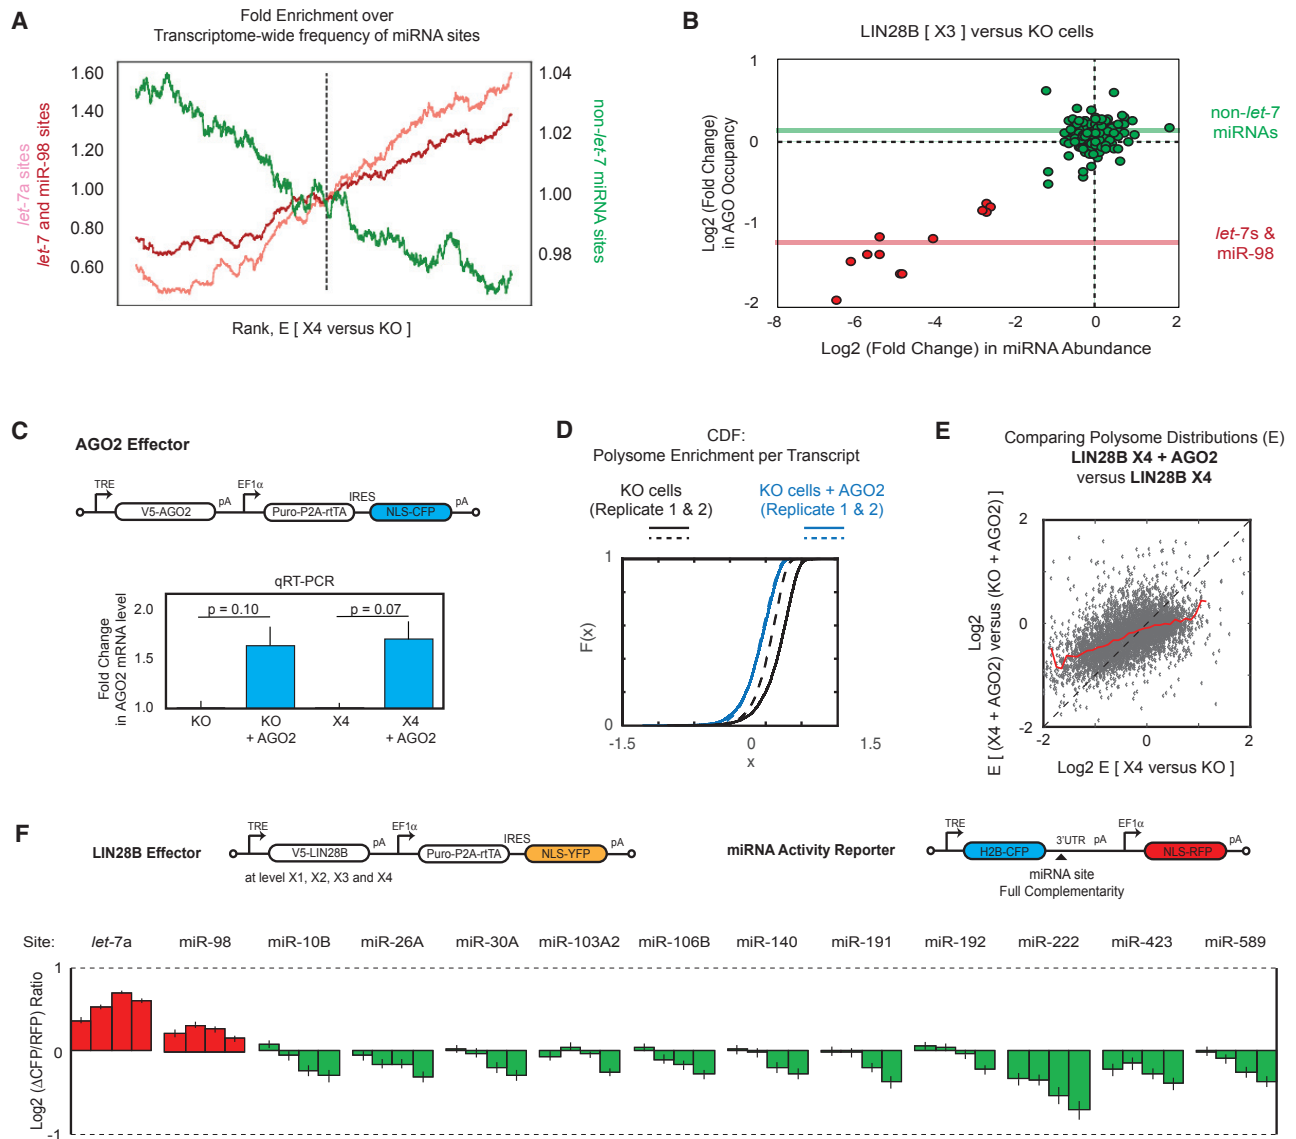 A
Fold Enrichment over
Transcriptome-wide frequency of miRNA sites
let-7a sites
let-7 and miR-98 sites
1.60
1.40
1.20
1.00
0.80
0.60
1.04
1.02
1.00
0.98
non-let-7 miRNA sites
Rank, E [ X4 versus KO ]
B
LIN28B [ X3 ] versus KO cells
Log2 (Fold Change)
in AGO Occupancy
1
0
-1
-2
-8
-6
-4
-2
0
2
Log2 (Fold Change) in miRNA Abundance
non-let-7
miRNAs
let-7s &
miR-98
C
AGO2 Effector
TRE
V5-AGO2
pA
EF1α
Puro-P2A-rtTA
IRES
NLS-CFP
pA
qRT-PCR
Fold Change
in AGO2 mRNA level
2.0
1.5
1.0
p = 0.10
p = 0.07
KO
KO
+ AGO2
X4
X4
+ AGO2
D
CDF:
Polysome Enrichment per Transcript
KO cells
(Replicate 1 & 2)
KO cells + AGO2
(Replicate 1 & 2)
F(x)
1
0
-1.5
0
1.5
x
E
Comparing Polysome Distributions (E)
LIN28B X4 + AGO2
versus LIN28B X4
Log2
E [ (X4 + AGO2) versus (KO + AGO2) ]
2
0
-2
-2
0
2
Log2 E [ X4 versus KO ]
F
LIN28B Effector
TRE
V5-LIN28B
pA
EF1α
Puro-P2A-rtTA
IRES
NLS-YFP
pA
at level X1, X2, X3 and X4
miRNA Activity Reporter
TRE
H2B-CFP
3'UTR
pA
EF1α
NLS-RFP
pA
miRNA site
Full Complementarity
Site:
let-7a
miR-98
miR-10B
miR-26A
miR-30A
miR-103A2
miR-106B
miR-140
miR-191
miR-192
miR-222
miR-423
miR-589
Log2 (ΔCFP/RFP) Ratio
1
0
-1